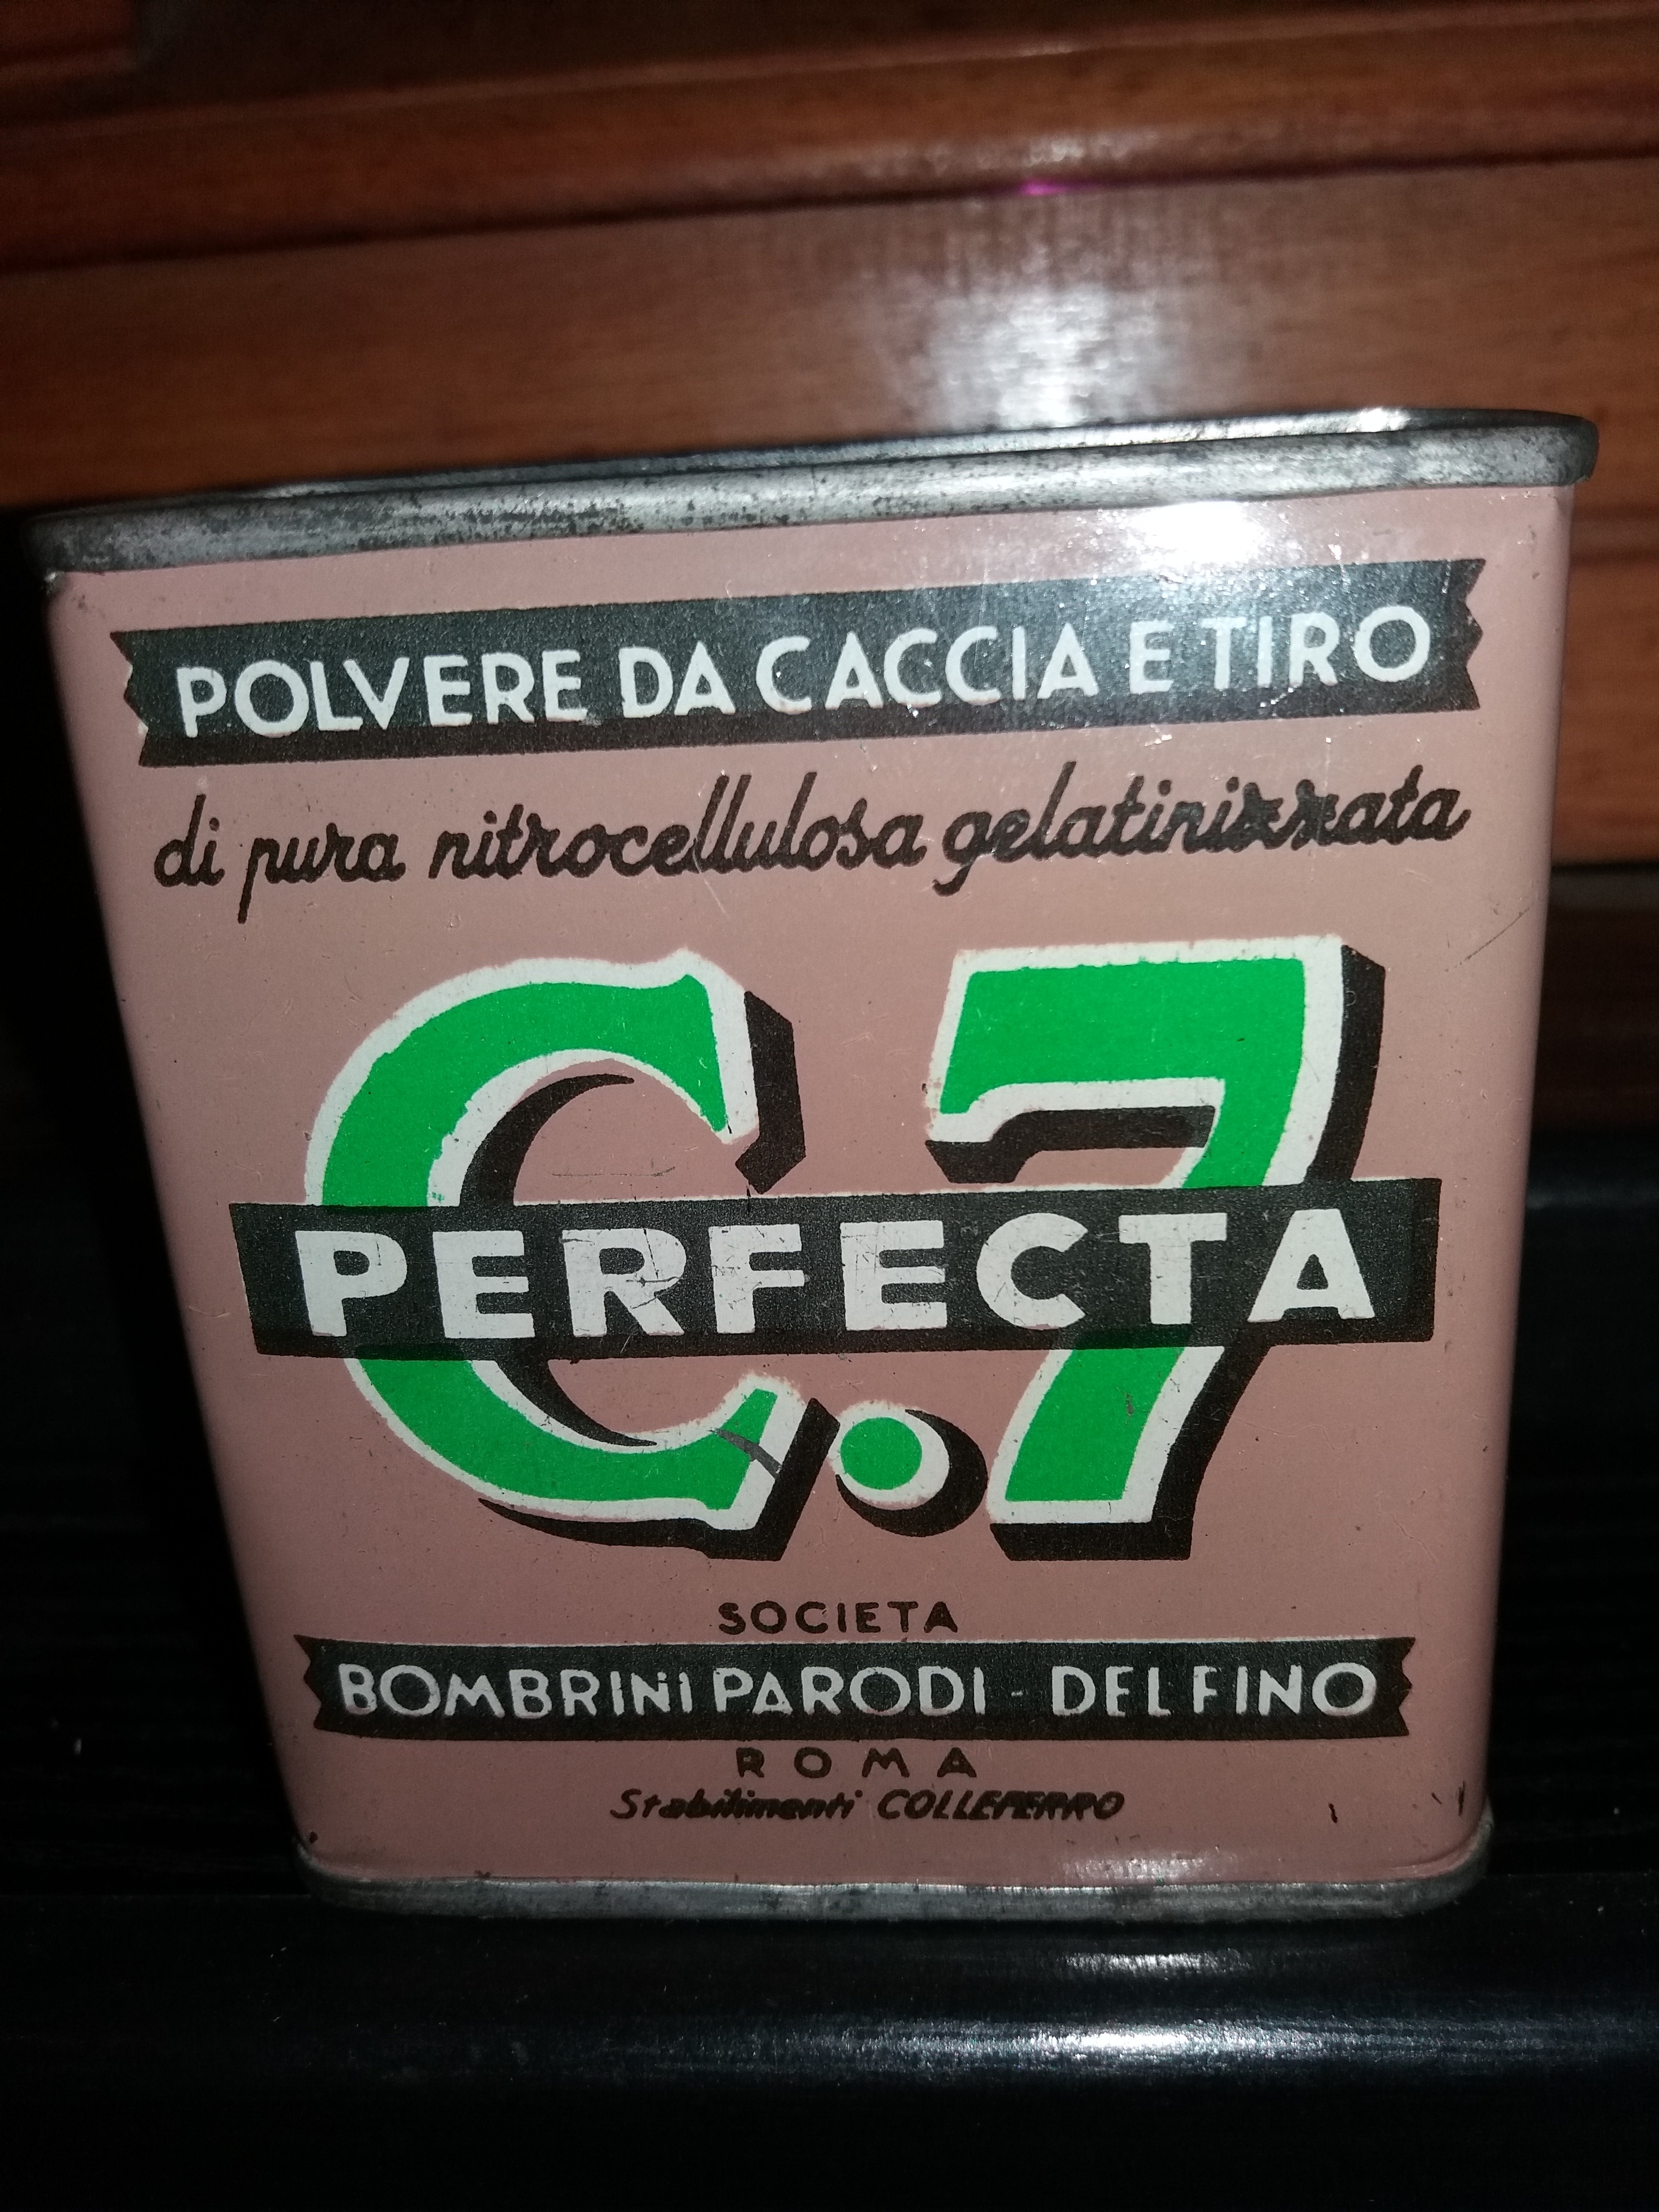 POLVERE DA CACCIA E TIRO
di pura nitrocellulosa gelatinizzata
C.7
PERFECTA
SOCIETA
BOMBRINI PARODI - DELFINO
ROMA
Stabilimenti COLLEFERRO